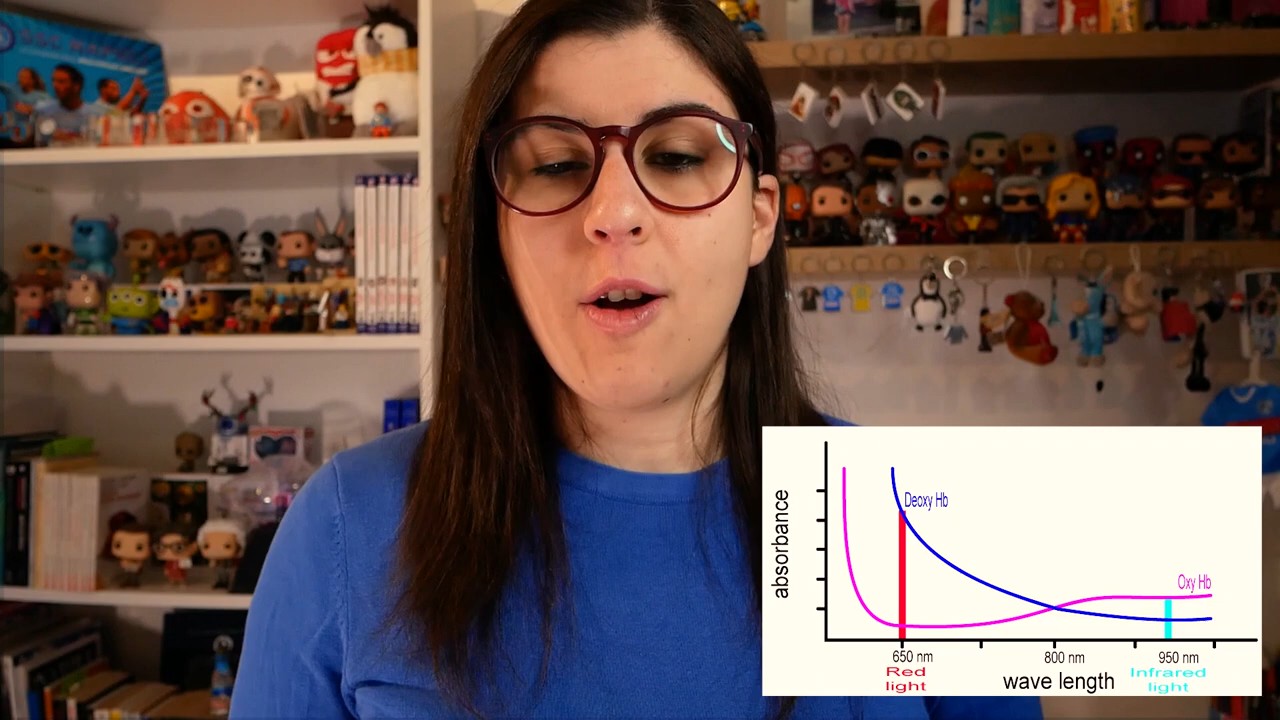 absorbance
Deoxy Hb
Oxy Hb
650 nm
800 nm
950 nm
Red
light
wave length
Infrared
light